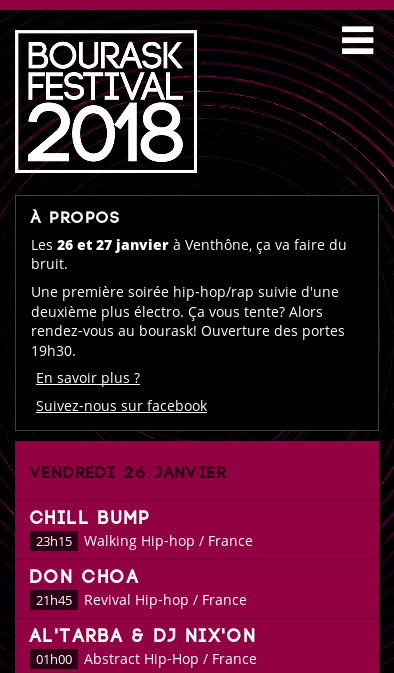 BOURASK
FESTIVAL
2018
À PROPOS
Les 26 et 27 janvier à Venthône, ça va faire du
bruit.
Une première soirée hip-hop/rap suivie d'une
deuxième plus électro. Ça vous tente? Alors
rendez-vous au bourask! Ouverture des portes
19h30.
En savoir plus ?
Suivez-nous sur facebook
VENDREDI 26 JANVIER
CHILL BUMP
23h15 Walking Hip-hop / France
DON CHOA
21h45 Revival Hip-hop / France
AL'TARBA & DJ NIX'ON
01h00 Abstract Hip-Hop / France